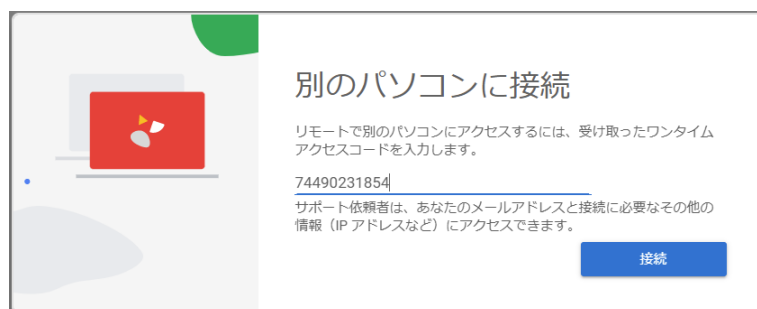 別のパソコンに接続
リモートで別のパソコンにアクセスするには、受け取ったワンタイム
アクセスコードを入力します。
74490231854
サポート依頼者は、あなたのメールアドレスと接続に必要なその他の
情報（IP アドレスなど）にアクセスできます。
接続